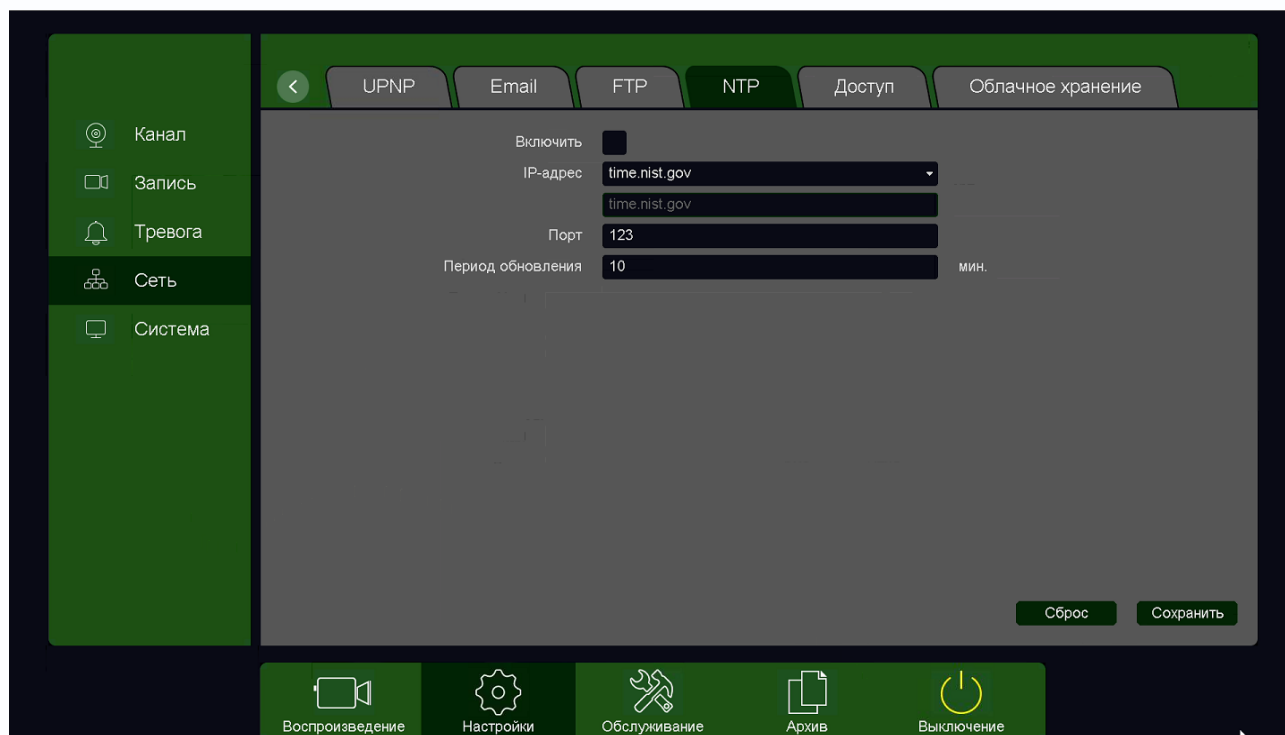 UPNP Email FTP NTP Доступ Облачное хранение
Канал
Запись
Тревога
Сеть
Система
Включить
IP-адрес time.nist.gov
time.nist.gov
Порт 123
Период обновления 10 мин.
Сброс Сохранить
Воспроизведение Настройки Обслуживание Архив Выключение